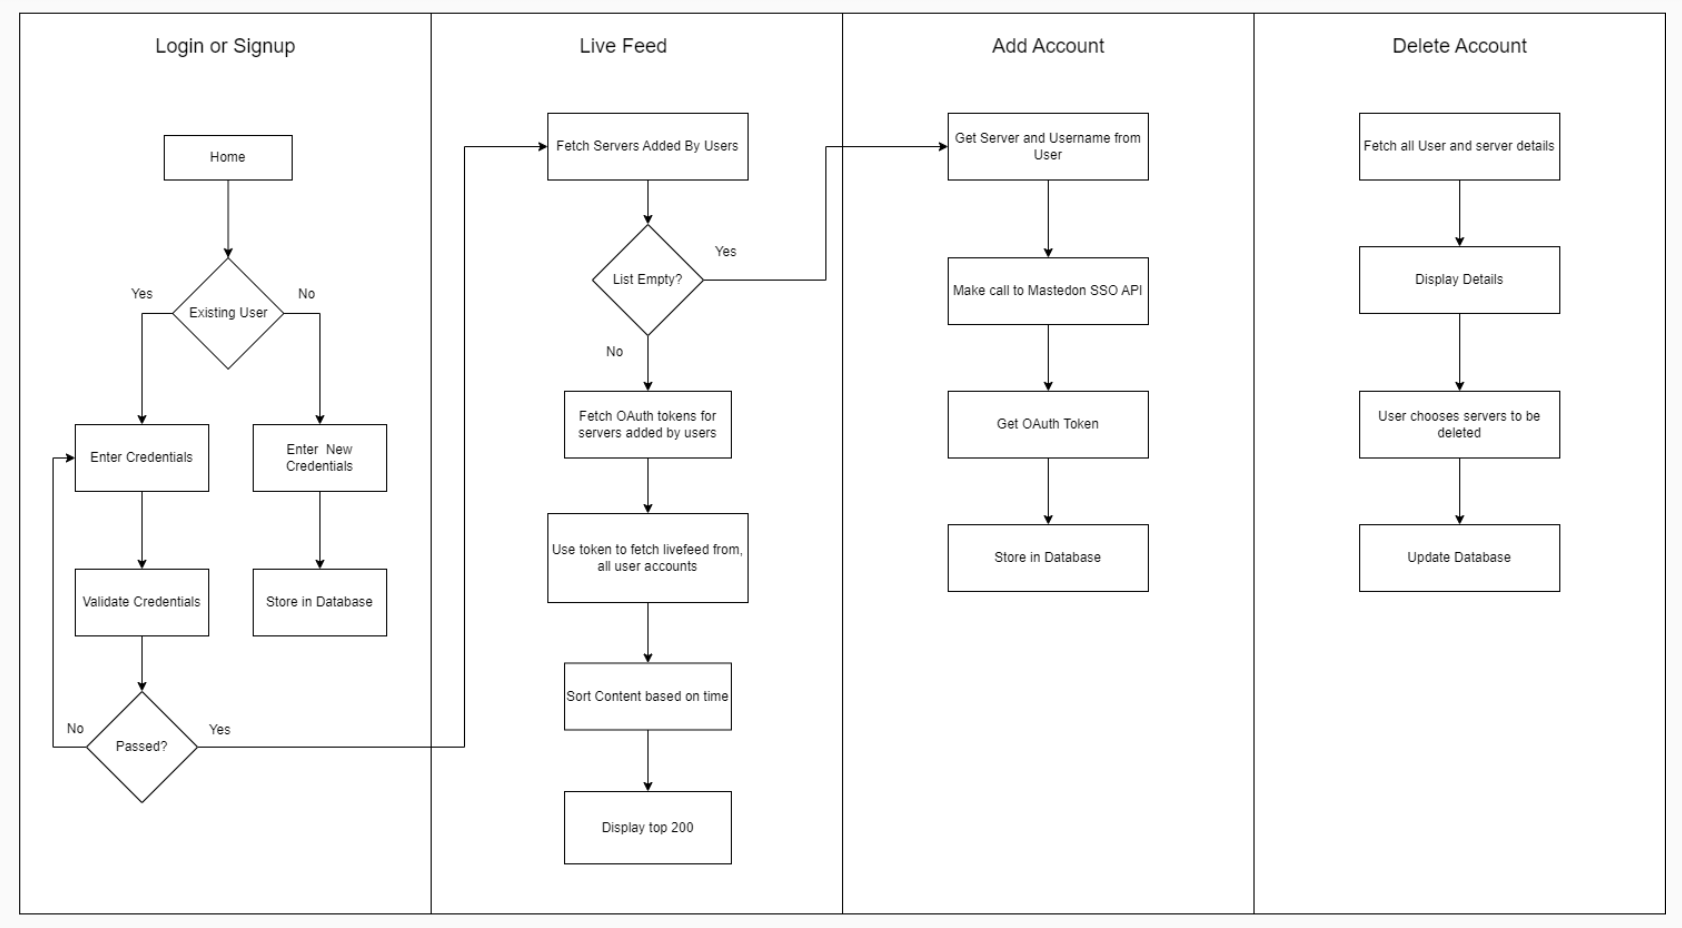 Login or Signup
Home
Existing User
Yes
No
Enter Credentials
Enter New
Credentials
Validate Credentials
Store in Database
Passed?
No
Yes
Live Feed
Fetch Servers Added By Users
List Empty?
Yes
No
Fetch OAuth tokens for
servers added by users
Use token to fetch livefeed from,
all user accounts
Sort Content based on time
Display top 200
Add Account
Get Server and Username from
User
Make call to Mastedon SSO API
Get OAuth Token
Store in Database
Delete Account
Fetch all User and server details
Display Details
User chooses servers to be
deleted
Update Database